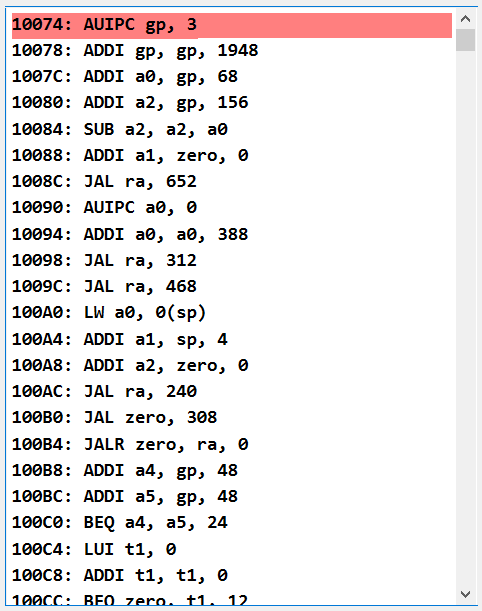 10074: AUIPC gp, 3
10078: ADDI gp, gp, 1948
1007C: ADDI a0, gp, 68
10080: ADDI a2, gp, 156
10084: SUB a2, a2, a0
10088: ADDI a1, zero, 0
1008C: JAL ra, 652
10090: AUIPC a0, 0
10094: ADDI a0, a0, 388
10098: JAL ra, 312
1009C: JAL ra, 468
100A0: LW a0, 0(sp)
100A4: ADDI a1, sp, 4
100A8: ADDI a2, zero, 0
100AC: JAL ra, 240
100B0: JAL zero, 308
100B4: JALR zero, ra, 0
100B8: ADDI a4, gp, 48
100BC: ADDI a5, gp, 48
100C0: BEQ a4, a5, 24
100C4: LUI t1, 0
100C8: ADDI t1, t1, 0
100CC: BEQ zero, t1, 12